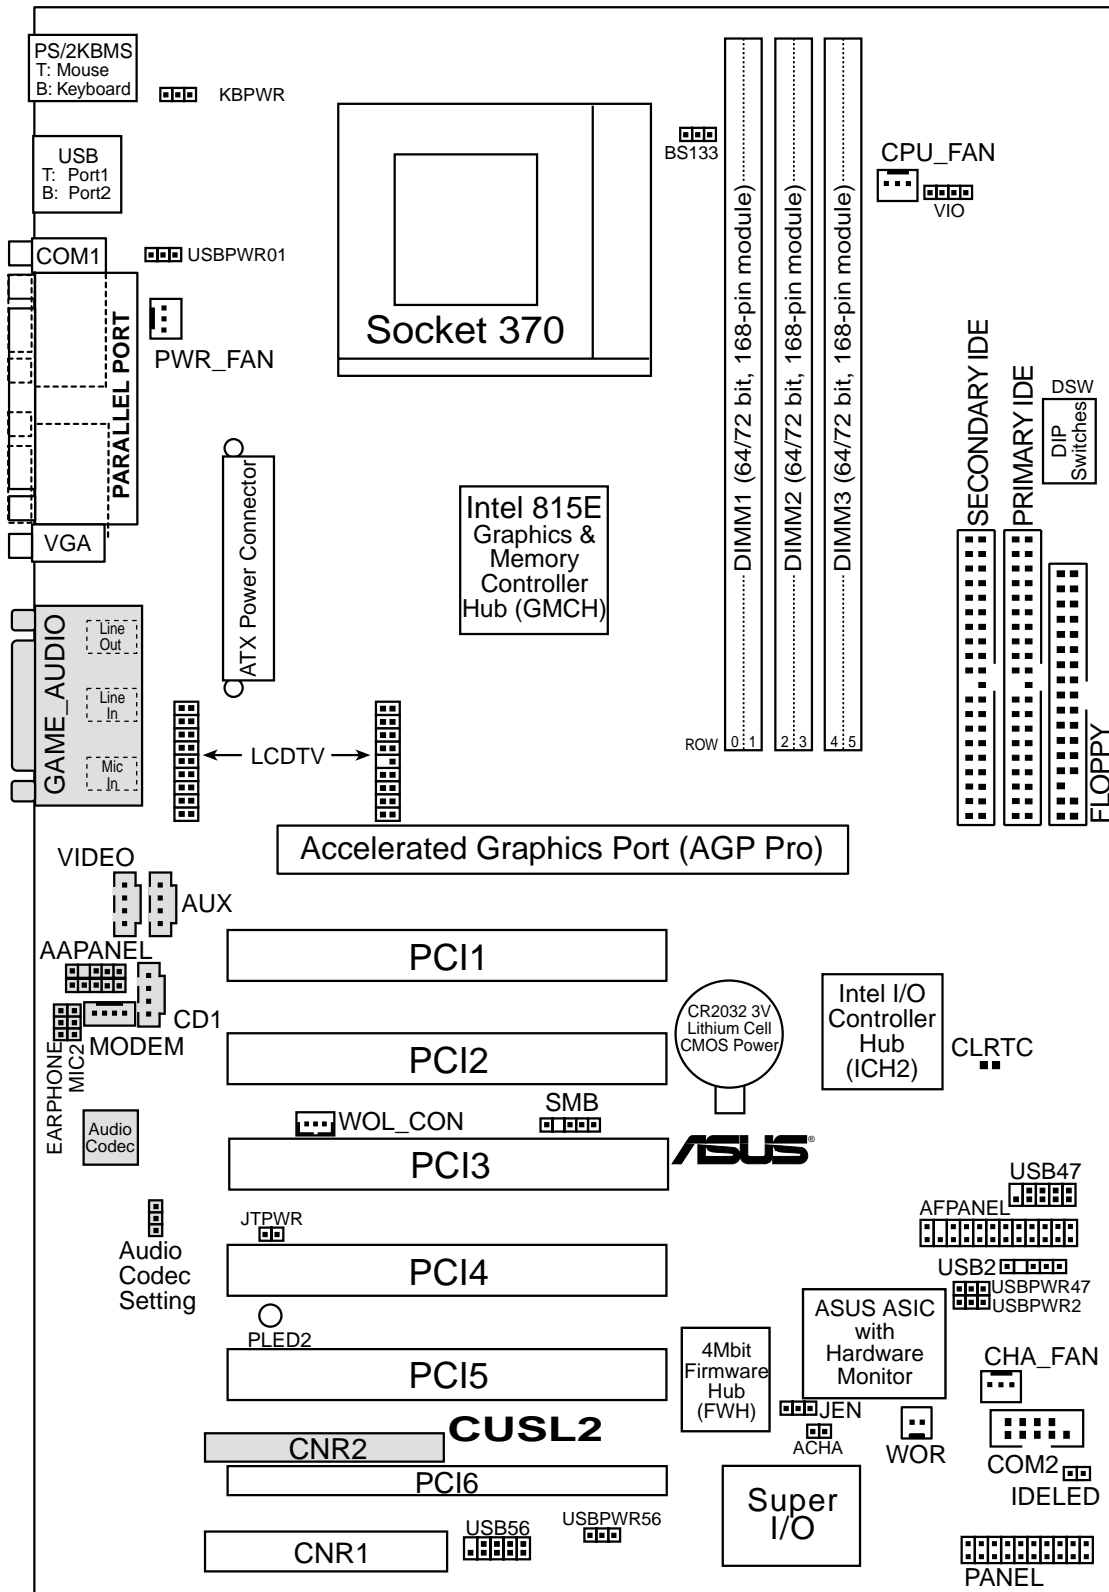 PS/2KBMS
T: Mouse
B: Keyboard
KBPWR
USB
T: Port1
B: Port2
COM1
USBPWR01
PARALLEL PORT
PWR_FAN
VGA
Socket 370
BS133
CPU_FAN
VIO
DIMM1 (64/72 bit, 168-pin module)
DIMM2 (64/72 bit, 168-pin module)
DIMM3 (64/72 bit, 168-pin module)
ROW
0 1
2 3
4 5
SECONDARY IDE
PRIMARY IDE
DSW
DIP
Switches
FLOPPY
ATX Power Connector
Intel 815E
Graphics &
Memory
Controller
Hub (GMCH)
GAME_AUDIO
Line
Out
Line
In
Mic
In
LCDTV
Accelerated Graphics Port (AGP Pro)
VIDEO
AUX
AAPANEL
CD1
MODEM
EARPHONE
MIC2
PCI1
PCI2
CR2032 3V
Lithium Cell
CMOS Power
Intel I/O
Controller
Hub
(ICH2)
CLRTC
Audio
Codec
WOL_CON
SMB
PCI3
ASUS®
USB47
AFPANEL
Audio
Codec
Setting
JTPWR
PCI4
USB2
USBPWR47
USBPWR2
PLED2
PCI5
4Mbit
Firmware
Hub
(FWH)
ASUS ASIC
with
Hardware
Monitor
CHA_FAN
JEN
ACHA
WOR
COM2
IDELED
CNR2
CUSL2
PCI6
Super
I/O
CNR1
USB56
USBPWR56
PANEL